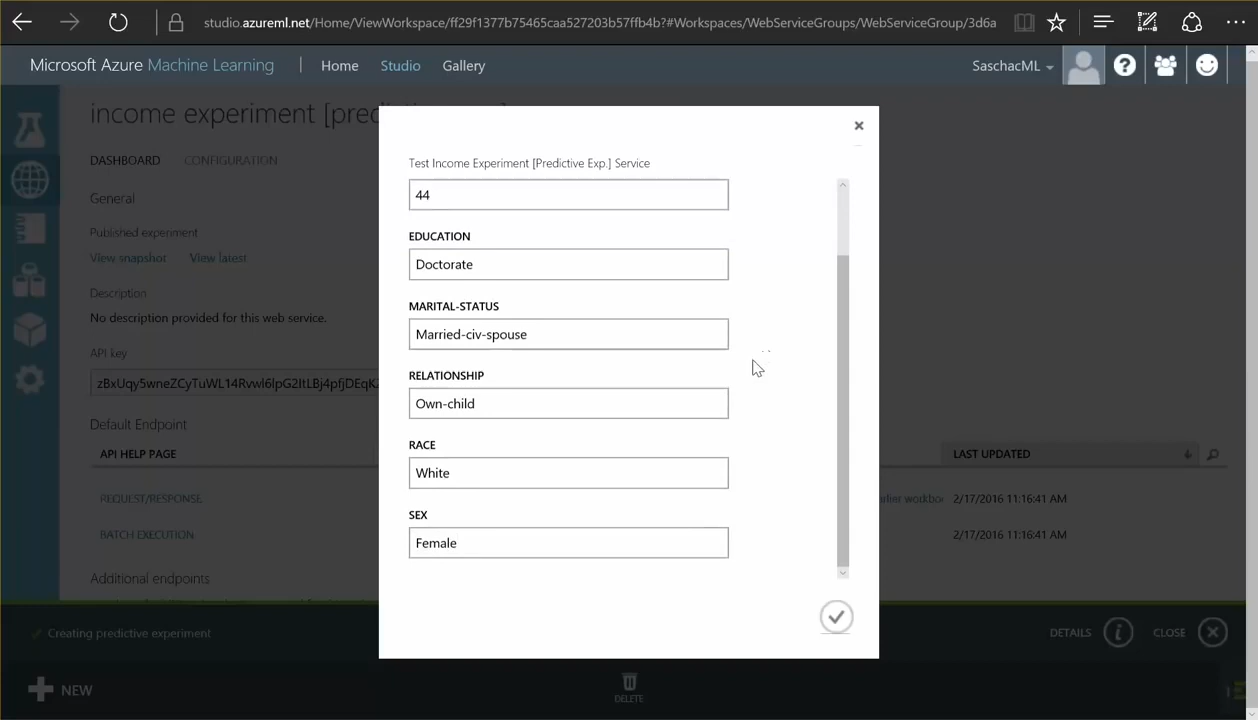 studio.azureml.net/Home/ViewWorkspace/ff29f1377b75465caa527203b57ffb4b?#Workspaces/WebServiceGroups/WebServiceGroup/3d6a
Microsoft Azure Machine Learning | Home Studio Gallery SaschacML
income experiment [pred
DASHBOARD CONFIGURATION
General
Published experiment
View snapshot View latest
Description
No description provided for this web service.
API key
Default Endpoint
API HELP PAGE LAST UPDATED
REQUEST/RESPONSE arlier workboo 2/17/2016 11:16:41 AM
BATCH EXECUTION 2/17/2016 11:16:41 AM
Additional endpoints
Test Income Experiment [Predictive Exp.] Service
44
EDUCATION
Doctorate
MARITAL-STATUS
Married-civ-spouse
RELATIONSHIP
Own-child
RACE
White
SEX
Female
Creating predictive experiment DETAILS CLOSE
NEW DELETE